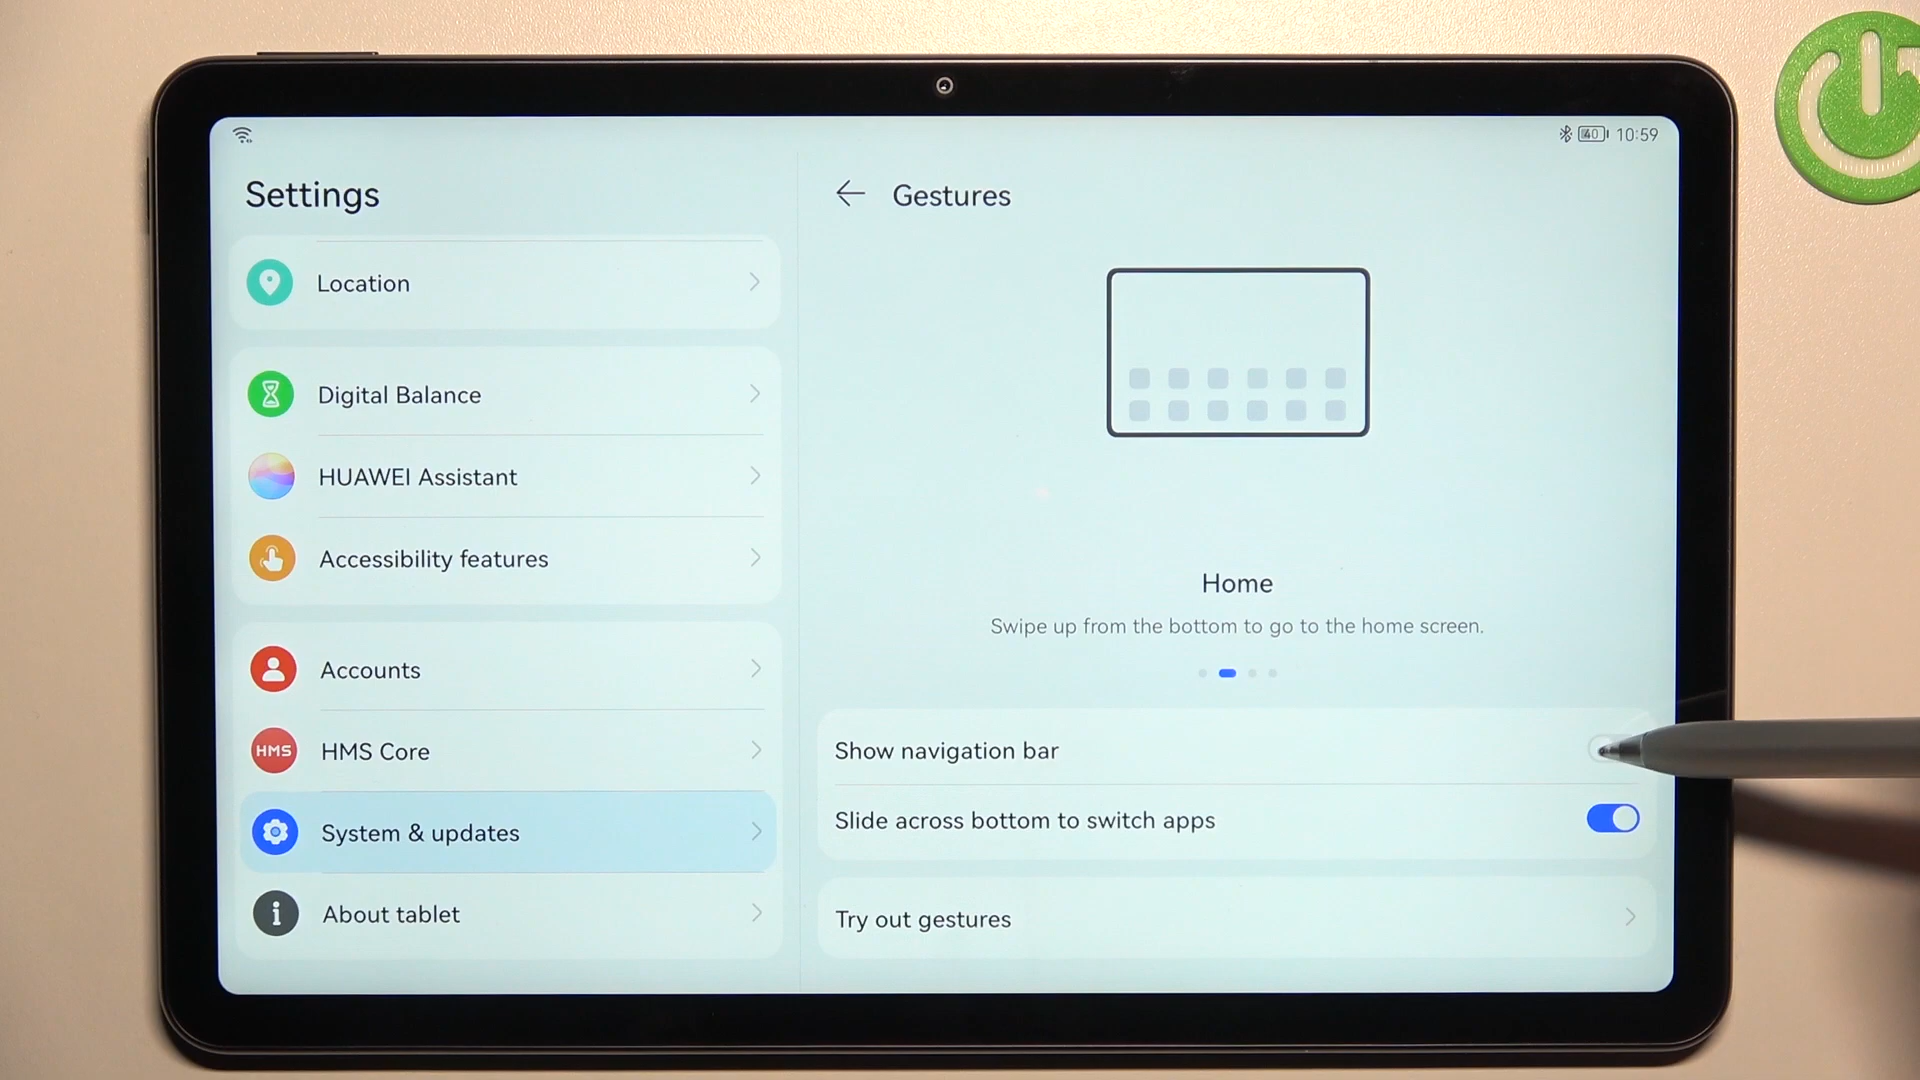 40 10:59
Settings
Gestures
Location
Digital Balance
HUAWEI Assistant
Accessibility features
Accounts
HMS
HMS Core
System & updates
About tablet
Home
Swipe up from the bottom to go to the home screen.
Show navigation bar
Slide across bottom to switch apps
Try out gestures